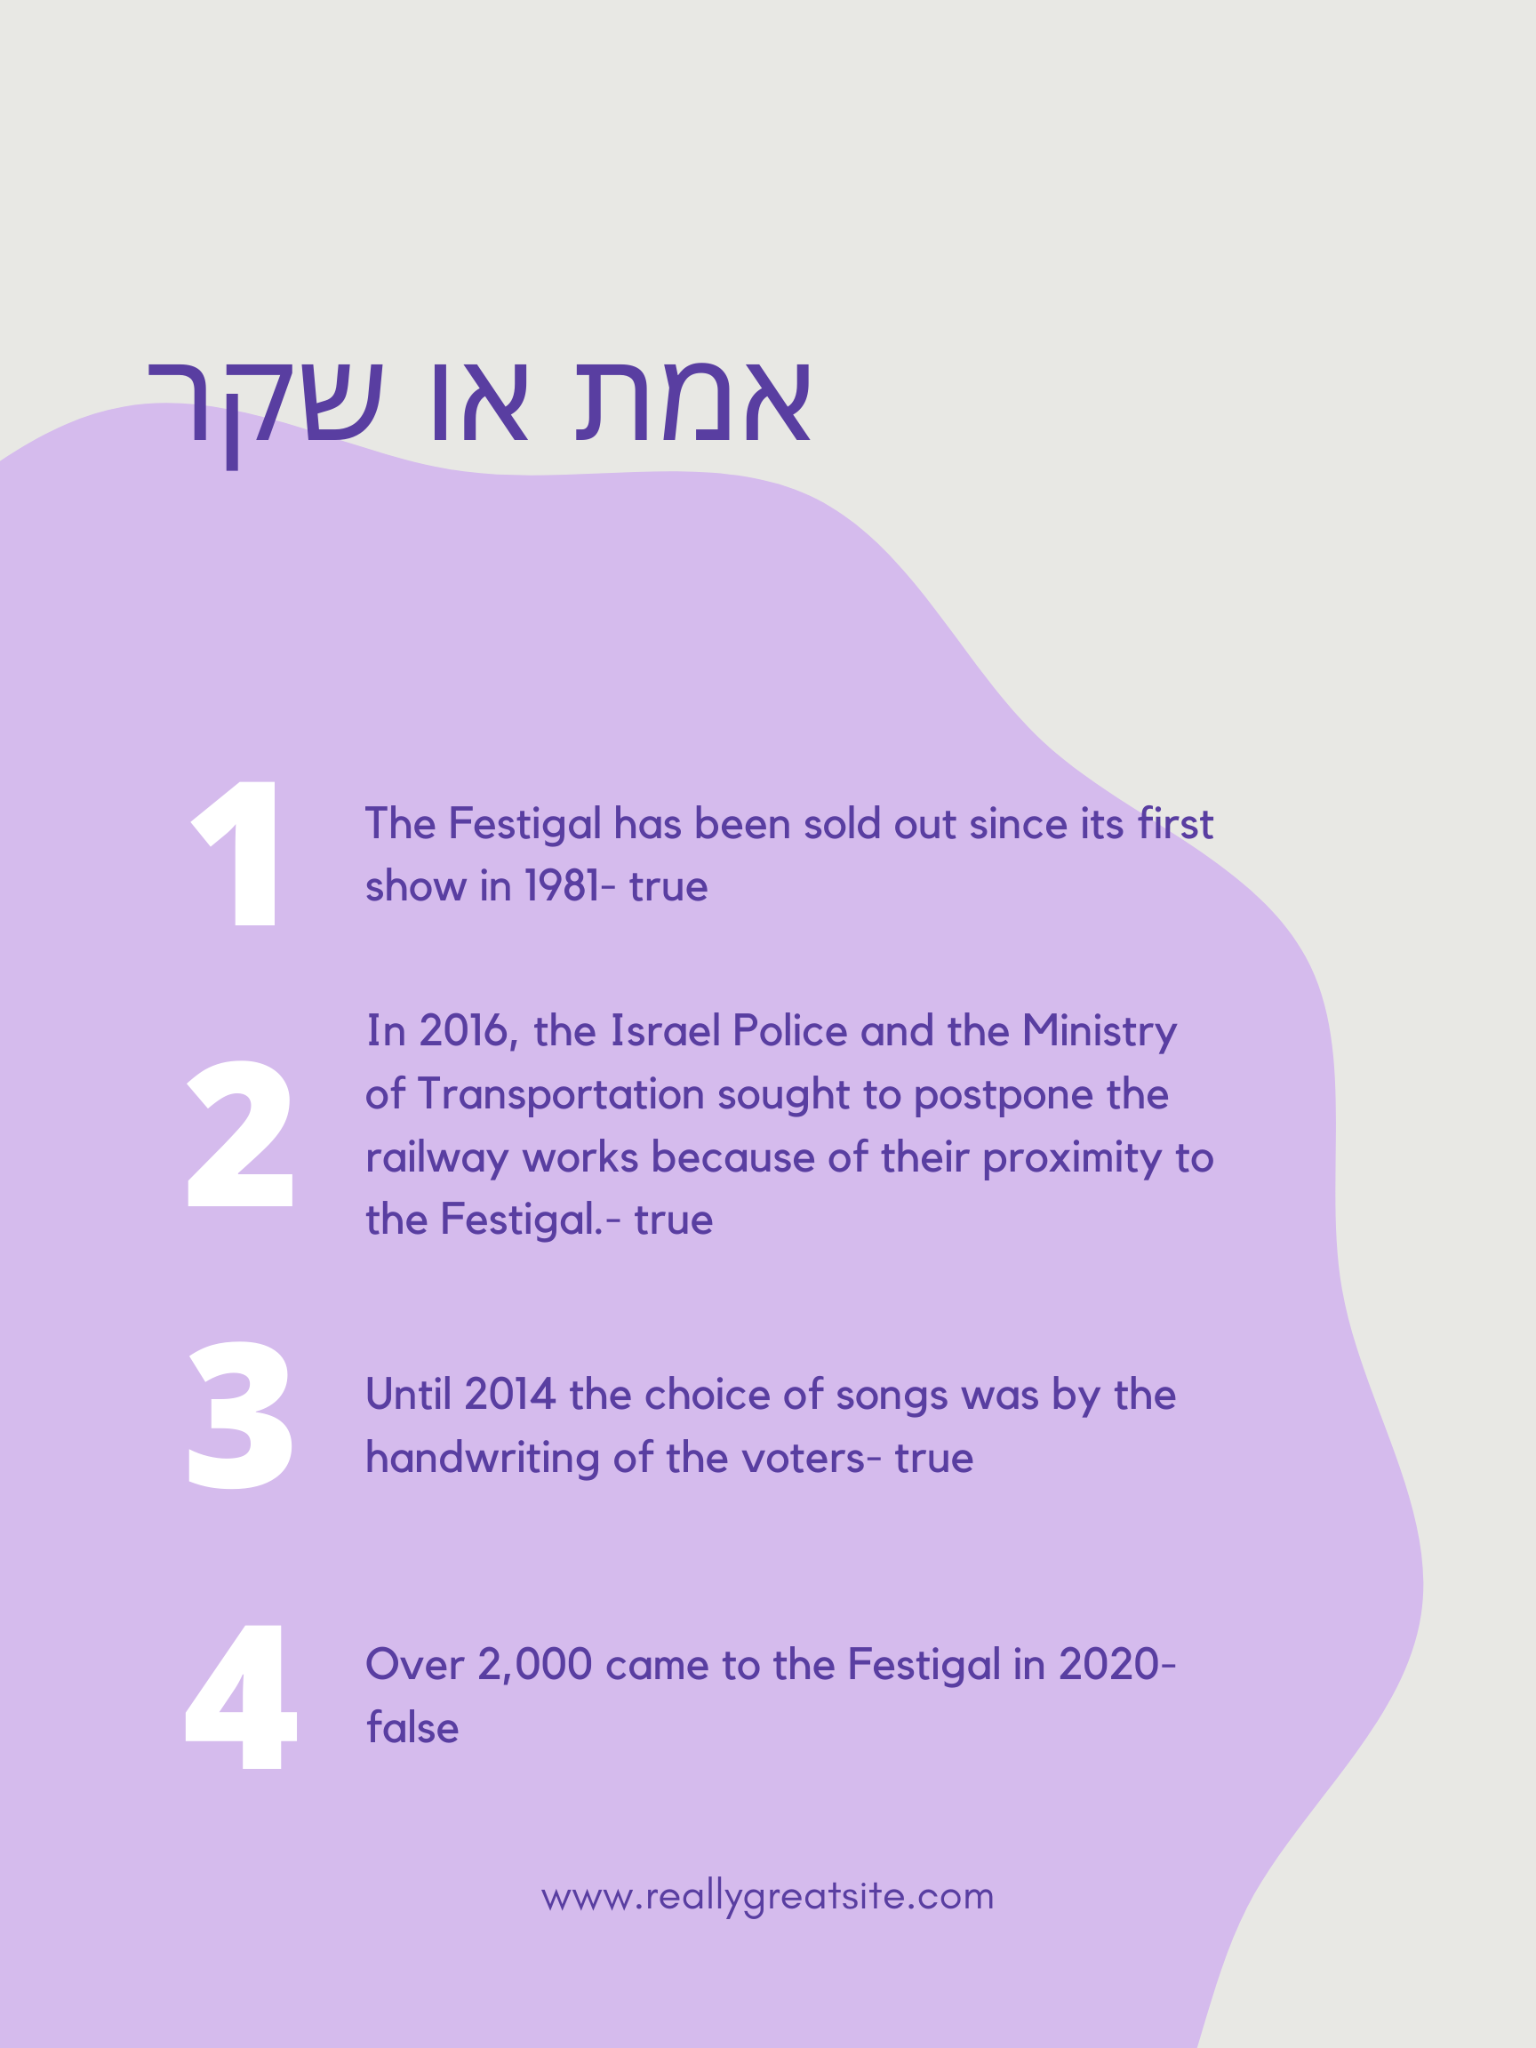 אמת או שקר
1
The Festigal has been sold out since its first
show in 1981- true
2
In 2016, the Israel Police and the Ministry
of Transportation sought to postpone the
railway works because of their proximity to
the Festigal.- true
3
Until 2014 the choice of songs was by the
handwriting of the voters- true
4
Over 2,000 came to the Festigal in 2020-
false
www.reallygreatsite.com